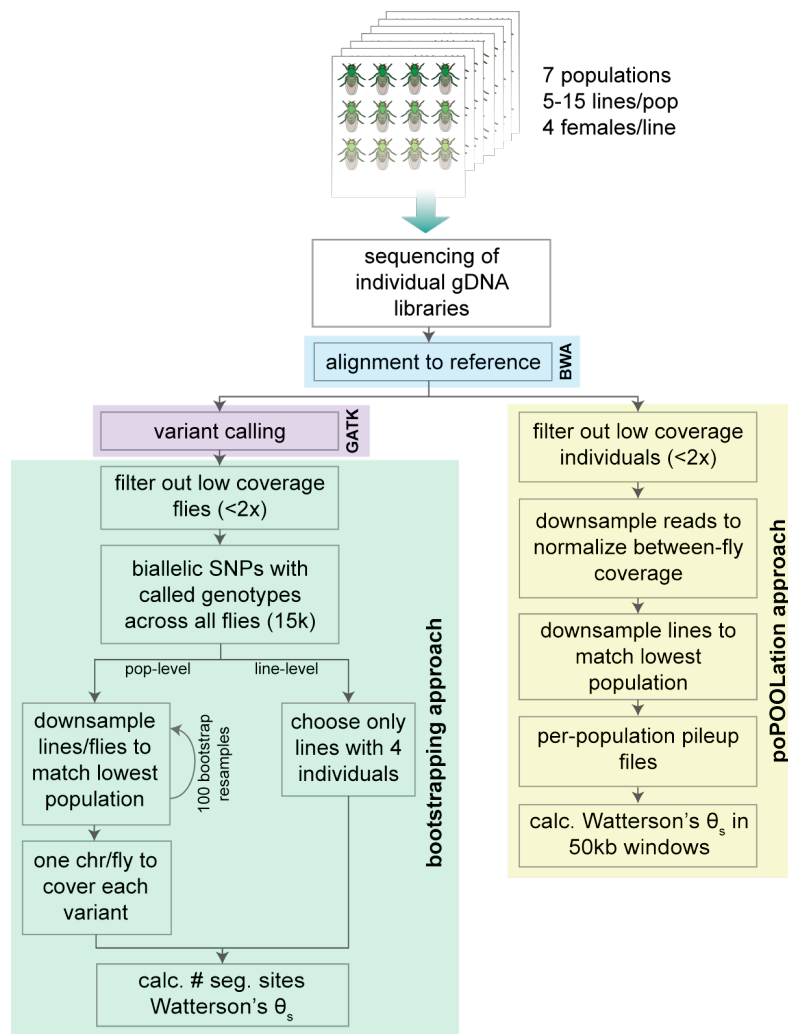 7 populations
5-15 lines/pop
4 females/line
sequencing of
individual gDNA
libraries
alignment to reference
BWA
variant calling
GATK
filter out low coverage
flies (<2x)
biallelic SNPs with
called genotypes
across all flies (15k)
pop-level
line-level
downsample
lines/flies to
match lowest
population
100 bootstrap
resamples
choose only
lines with 4
individuals
one chr/fly to
cover each
variant
calc. # seg. sites
Watterson's θs
bootstrapping approach
filter out low coverage
individuals (<2x)
downsample reads to
normalize between-fly
coverage
downsample lines to
match lowest
population
per-population pileup
files
calc. Watterson's θs in
50kb windows
poPOOLation approach